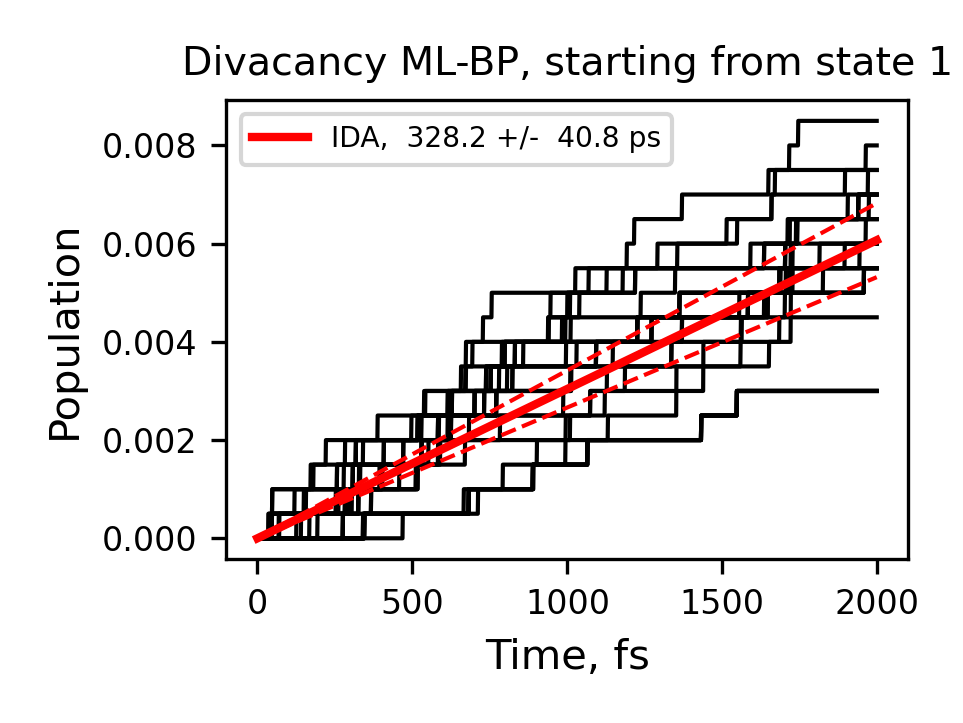 Divacancy ML-BP, starting from state 1
IDA,  328.2 +/-  40.8 ps
0.008
0.006
0.004
0.002
0.000
Population
0 500 1000 1500 2000
Time, fs